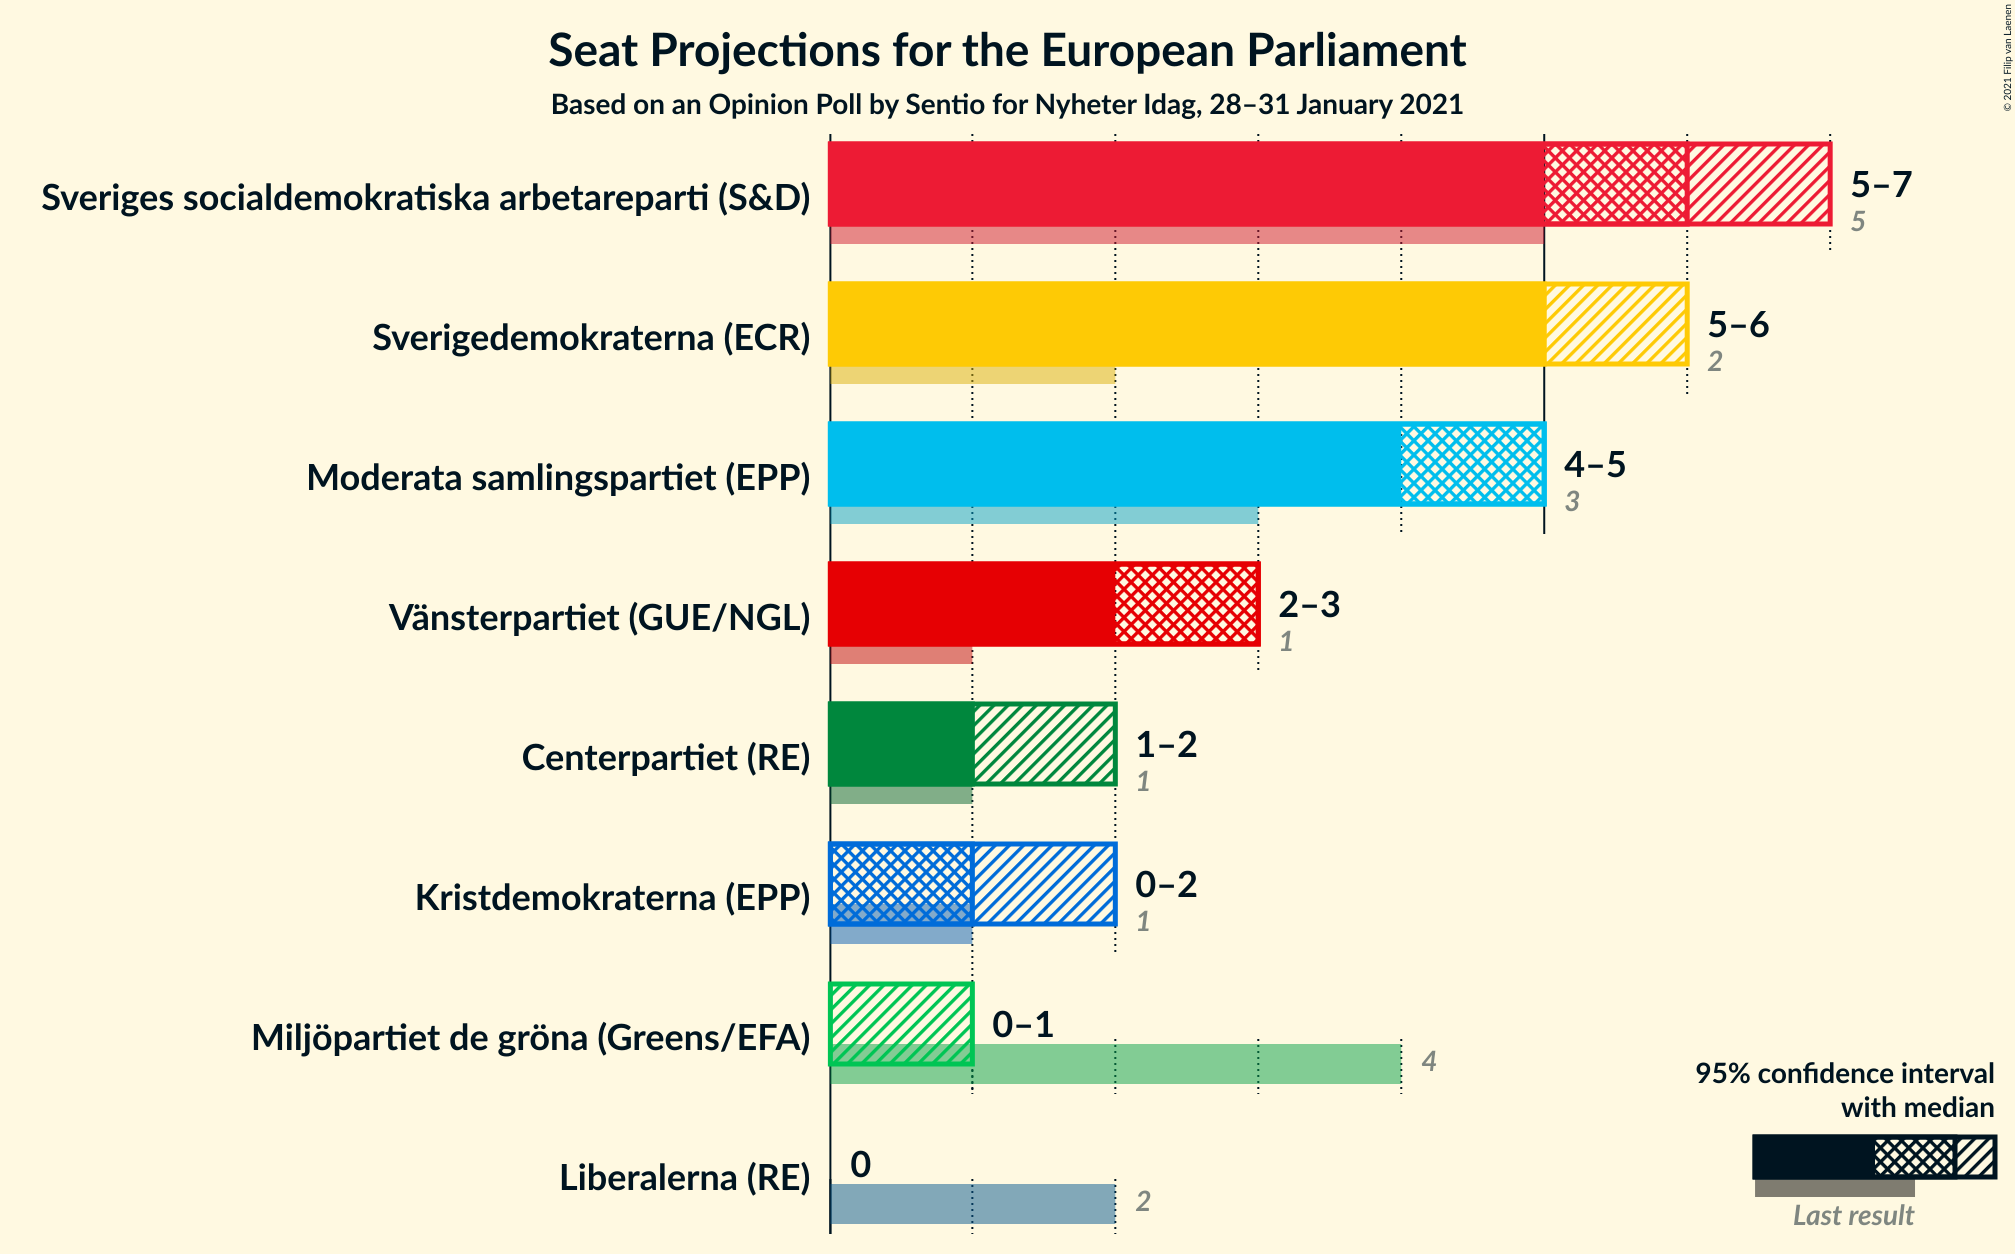 Seat Projections for the European Parliament
Based on an Opinion Poll by Sentio for Nyheter Idag, 28–31 January 2021
© 2021 Filip van Laenen
Sveriges socialdemokratiska arbetareparti (S&D)
5–7
5
Sverigedemokraterna (ECR)
5–6
2
Moderata samlingspartiet (EPP)
4–5
3
Vänsterpartiet (GUE/NGL)
2–3
1
Centerpartiet (RE)
1–2
1
Kristdemokraterna (EPP)
0–2
1
Miljöpartiet de gröna (Greens/EFA)
0–1
4
Liberalerna (RE)
0
2
95% confidence interval
with median
Last result